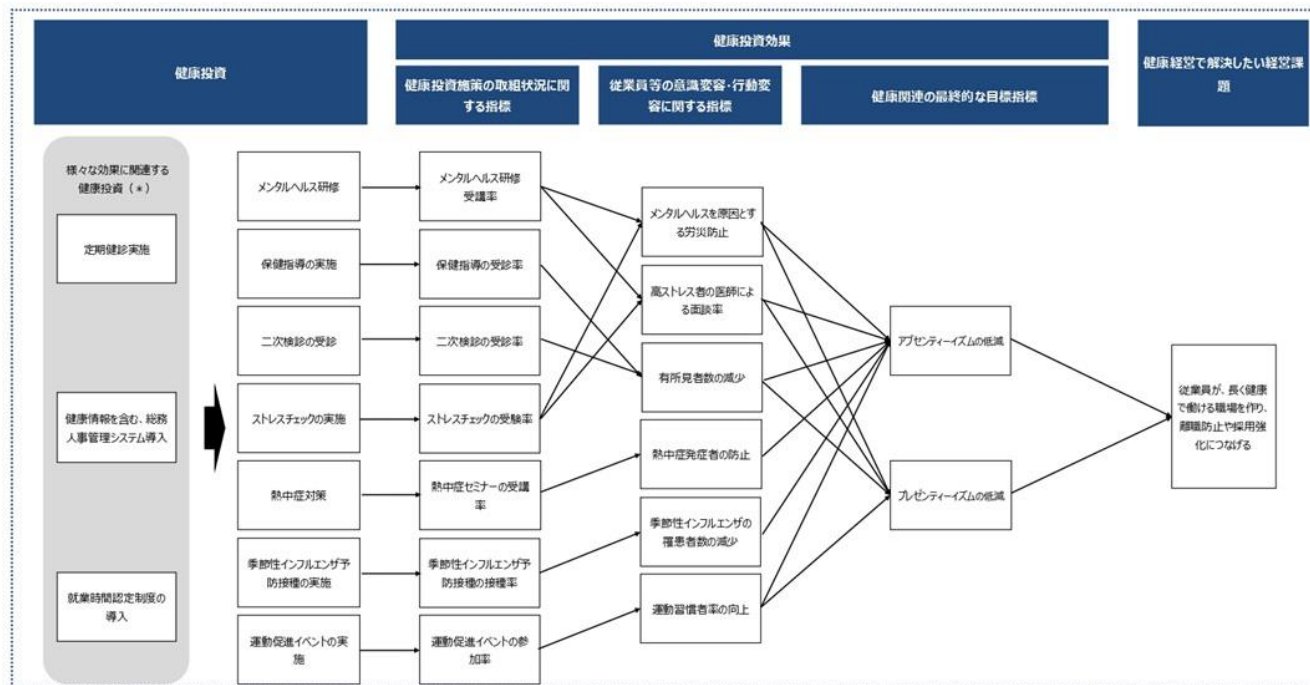 健康投資
健康投資効果
健康経営で解決したい経営課
題
健康投資施策の取組状況に関
する指標
従業員等の意識変容・行動変
容に関する指標
健康関連の最終的な目標指標
様々な効果に関連する
健康投資（＊）
定期健診実施
健康情報を含む、総務
人事管理システム導入
就業時間認定制度の
導入
メンタルヘルス研修
保健指導の実施
二次検診の受診
ストレスチェックの実施
熱中症対策
季節性インフルエンザ予
防接種の実施
運動促進イベントの実
施
メンタルヘルス研修
受講率
保健指導の受診率
二次検診の受診率
ストレスチェックの受験率
熱中症セミナーの受講
率
季節性インフルエンザ予
防接種の接種率
運動促進イベントの参
加率
メンタルヘルスを原因とす
る労災防止
高ストレス者の医師によ
る面談率
有所見者数の減少
熱中症発症者の防止
季節性インフルエンザの
罹患者数の減少
運動習慣者率の向上
アブセンティーイズムの低減
プレゼンティーイズムの低減
従業員が、長く健康
で働ける職場を作り、
離職防止や採用強
化につなげる